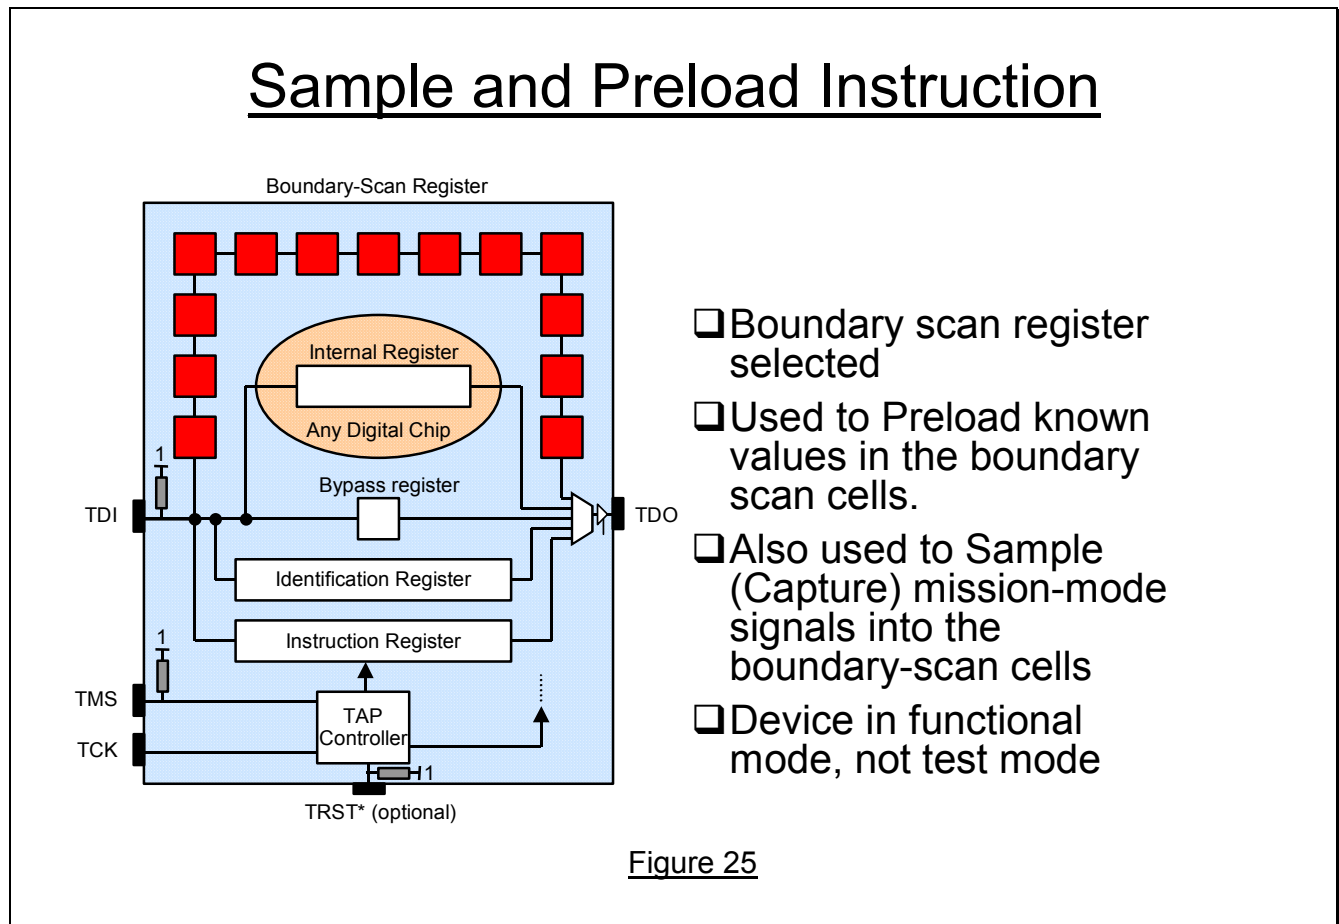 Sample and Preload Instruction
Boundary-Scan Register
Internal Register
Any Digital Chip
1
Bypass register
TDI
TDO
Identification Register
1
Instruction Register
TMS
TAP
Controller
TCK
1
TRST* (optional)
❑Boundary scan register
selected
❑Used to Preload known
values in the boundary
scan cells.
❑Also used to Sample
(Capture) mission-mode
signals into the
boundary-scan cells
❑Device in functional
mode, not test mode
Figure 25